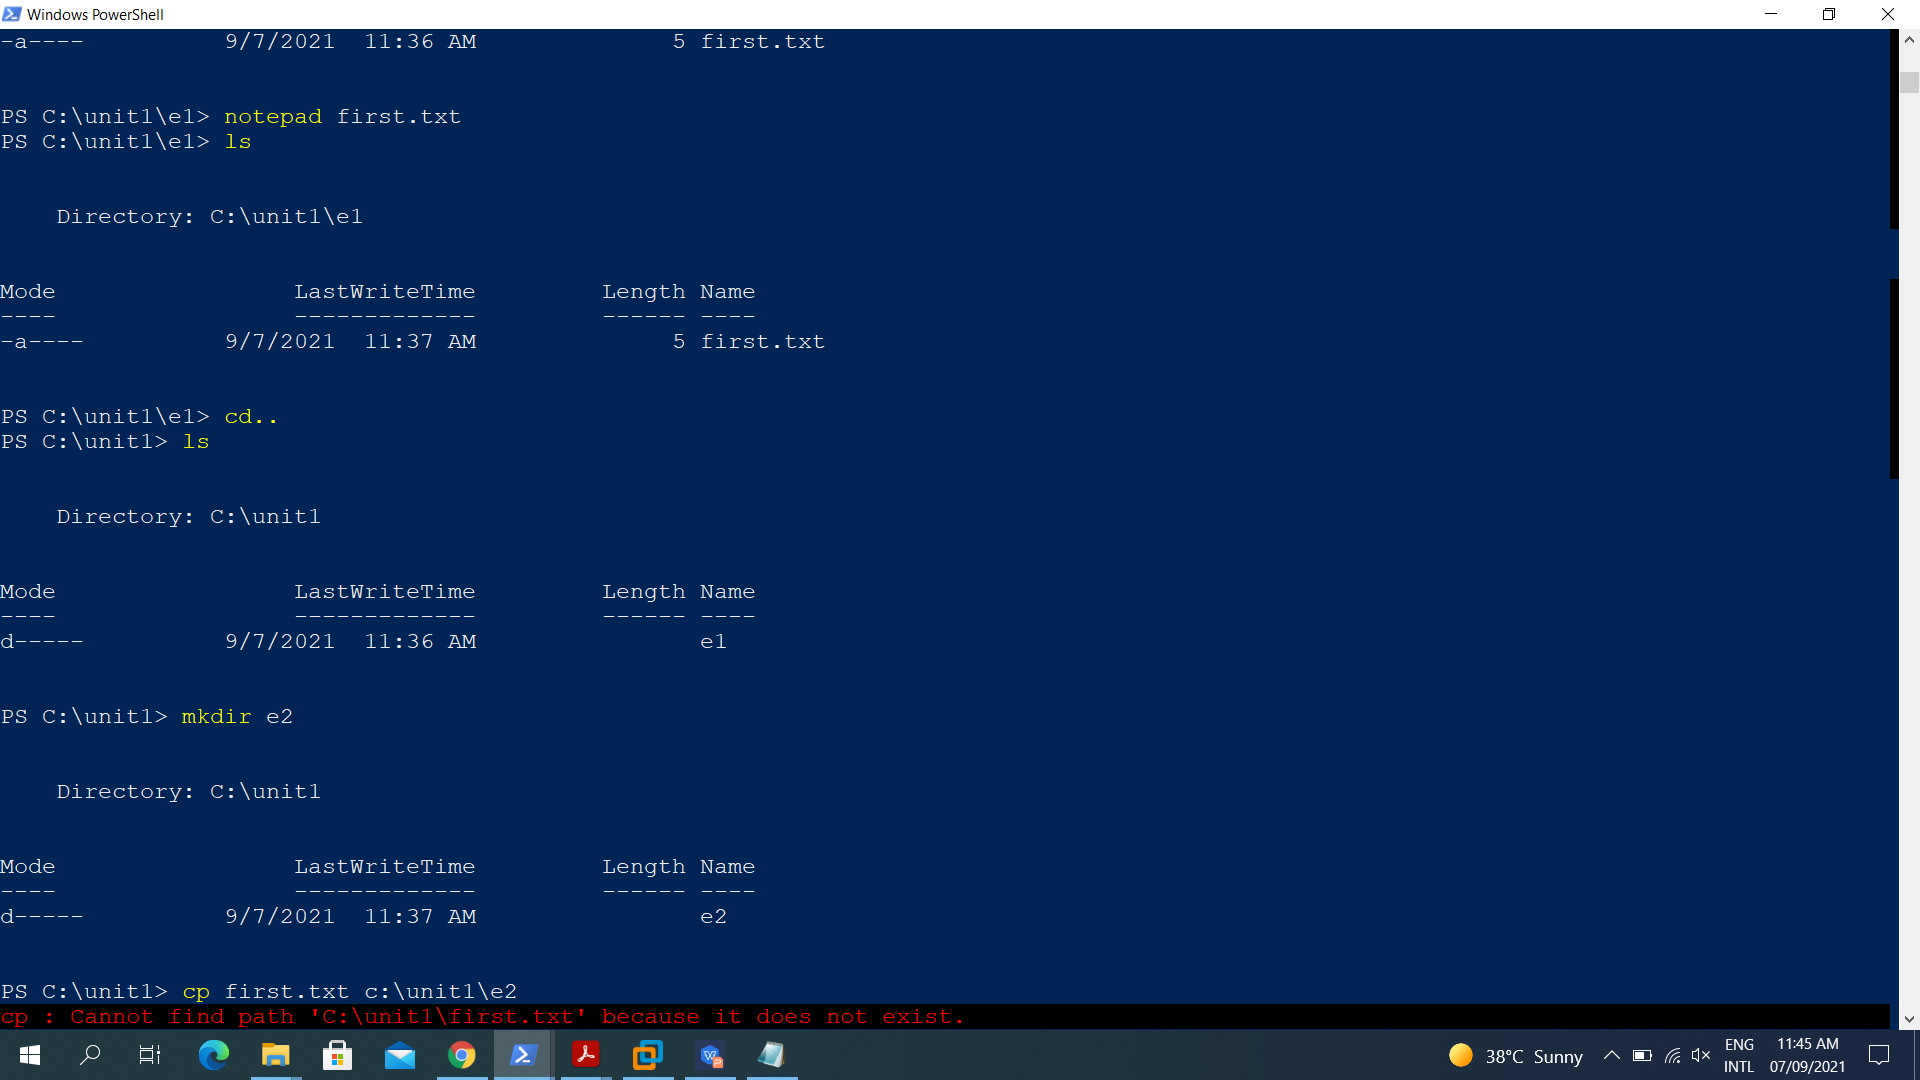 Windows PowerShell
-a---- 9/7/2021 11:36 AM 5 first.txt
PS C:\unit1\e1> notepad first.txt
PS C:\unit1\e1> ls
Directory: C:\unit1\e1
Mode LastWriteTime Length Name
---- ------------- ------ ----
-a---- 9/7/2021 11:37 AM 5 first.txt
PS C:\unit1\e1> cd..
PS C:\unit1> ls
Directory: C:\unit1
Mode LastWriteTime Length Name
---- ------------- ------ ----
d----- 9/7/2021 11:36 AM e1
PS C:\unit1> mkdir e2
Directory: C:\unit1
Mode LastWriteTime Length Name
---- ------------- ------ ----
d----- 9/7/2021 11:37 AM e2
PS C:\unit1> cp first.txt c:\unit1\e2
cp : Cannot find path 'C:\unit1\first.txt' because it does not exist.
38°C Sunny
ENG
INTL
11:45 AM
07/09/2021